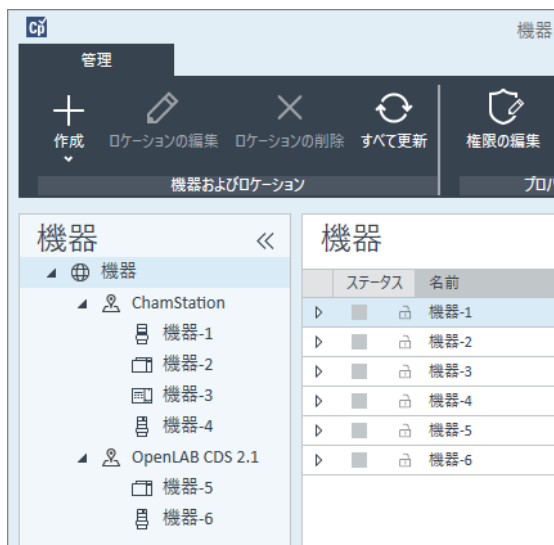 Cp
機器
管理
作成
ロケーションの編集
ロケーションの削除
すべて更新
権限の編集
機器およびロケーション
プロパ
機器
機器
ChamStation
機器-1
機器-2
機器-3
機器-4
OpenLAB CDS 2.1
機器-5
機器-6
機器
ステータス 名前
機器-1
機器-2
機器-3
機器-4
機器-5
機器-6